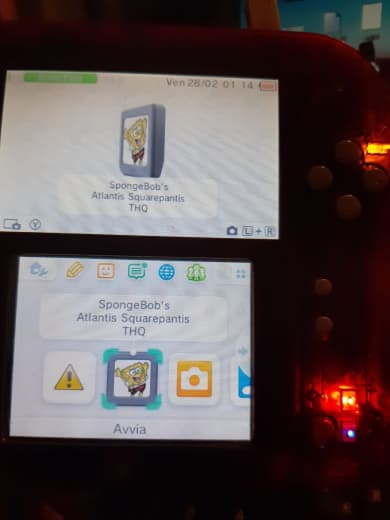 Ven 28/02 01 14
SpongeBob's
Atlantis Squarepantis
THQ
Y
L + R
SpongeBob's
Atlantis Squarepantis
THQ
Avvia